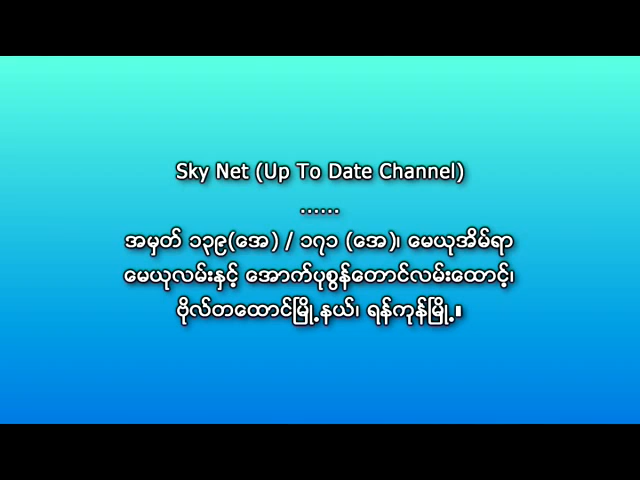 Sky Net (Up To Date Channel)
......
အမှတ် ၁၃၉(အေ) / ၁၇၁ (အေ)၊ မေယုအိမ်ရာ
မေယုလမ်းနှင့် အောက်ပုစွန်တောင်လမ်းထောင့်၊
ဗိုလ်တထောင်မြို့နယ်၊ ရန်ကုန်မြို့။